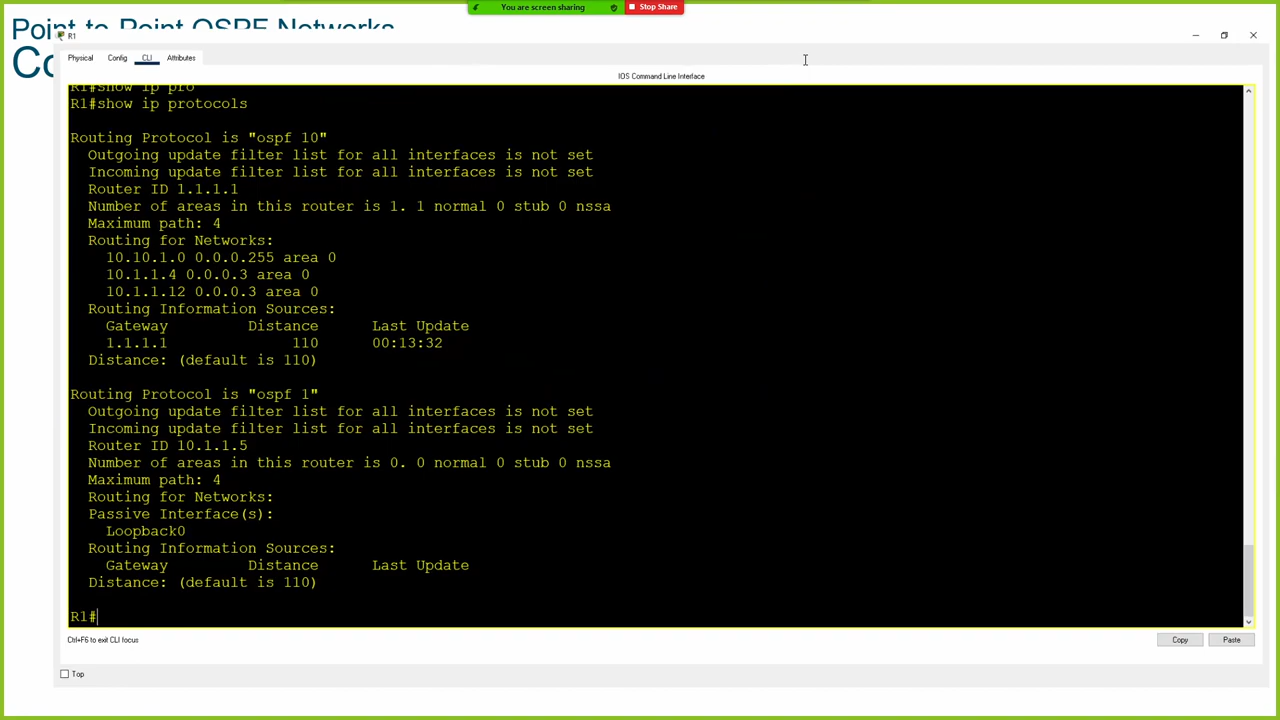 You are screen sharing
Stop Share
Point-to-Point OSPF Networks
Co
R1
Physical Config CLI Attributes
IOS Command Line Interface
R1#show ip pro
R1#show ip protocols
Routing Protocol is "ospf 10"
Outgoing update filter list for all interfaces is not set
Incoming update filter list for all interfaces is not set
Router ID 1.1.1.1
Number of areas in this router is 1. 1 normal 0 stub 0 nssa
Maximum path: 4
Routing for Networks:
10.10.1.0 0.0.0.255 area 0
10.1.1.4 0.0.0.3 area 0
10.1.1.12 0.0.0.3 area 0
Routing Information Sources:
Gateway Distance Last Update
1.1.1.1 110 00:13:32
Distance: (default is 110)
Routing Protocol is "ospf 1"
Outgoing update filter list for all interfaces is not set
Incoming update filter list for all interfaces is not set
Router ID 10.1.1.5
Number of areas in this router is 0. 0 normal 0 stub 0 nssa
Maximum path: 4
Routing for Networks:
Passive Interface(s):
Loopback0
Routing Information Sources:
Gateway Distance Last Update
Distance: (default is 110)
R1#
Ctrl+F6 to exit CLI focus
Copy Paste
Top